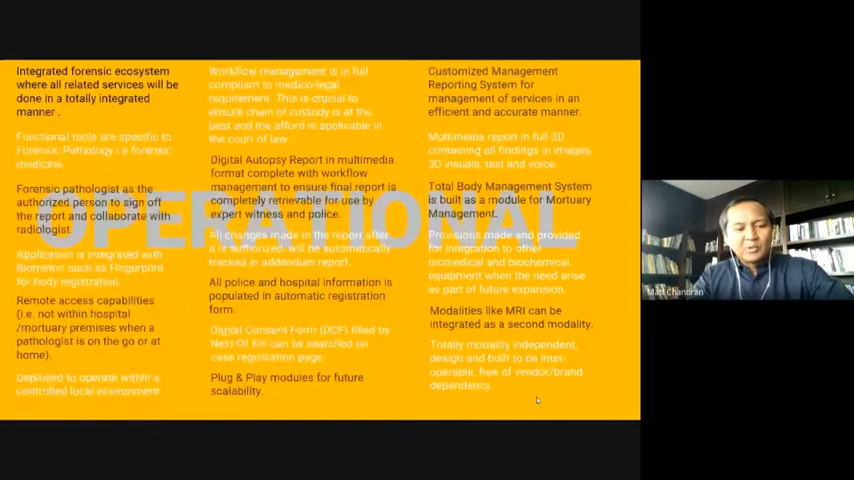 OPERATIONAL
Integrated forensic ecosystem
where all related services will be
done in a totally integrated
manner .
Functional tools are specific to
Forensic Pathology i.e forensic
medicine
Forensic pathologist as the
authorized person to sign off
the report and collaborate with
radiologist.
Application is integrated with
Biometric such as Fingerprint
for body registration.
Remote access capabilities
(i.e. not within hospital
/mortuary premises when a
pathologist is on the go or at
home).
Deployed to operate within a
controlled local environment
Workflow management is in full
compliant to medico-legal
requirement. This is crucial to
ensure chain of custody is at the
best and the afford is applicable in
the court of law
Digital Autopsy Report in multimedia
format complete with workflow
management to ensure final report is
completely retrievable for use by
expert witness and police.
All changes made in the report after
it is authorized, will be automatically
tracked in addendum report.
All police and hospital information is
populated in automatic registration
form.
Digital Consent Form (DCF) filled by
Next Of Kin can be searched on
case registration page
Plug & Play modules for future
scalability.
Customized Management
Reporting System for
management of services in an
efficient and accurate manner.
Multimedia report in full 3D
containing all findings in images,
3D visuals, text and voice
Total Body Management System
is built as a module for Mortuary
Management.
Provisions made and provided
for integration to other
biomedical and biochemical
equipment when the need arise
as part of future expansion.
Modalities like MRI can be
integrated as a second modality.
Totally modality independent,
design and built to be inter-
operable, free of vendor/brand
dependency.
Matt Chandran